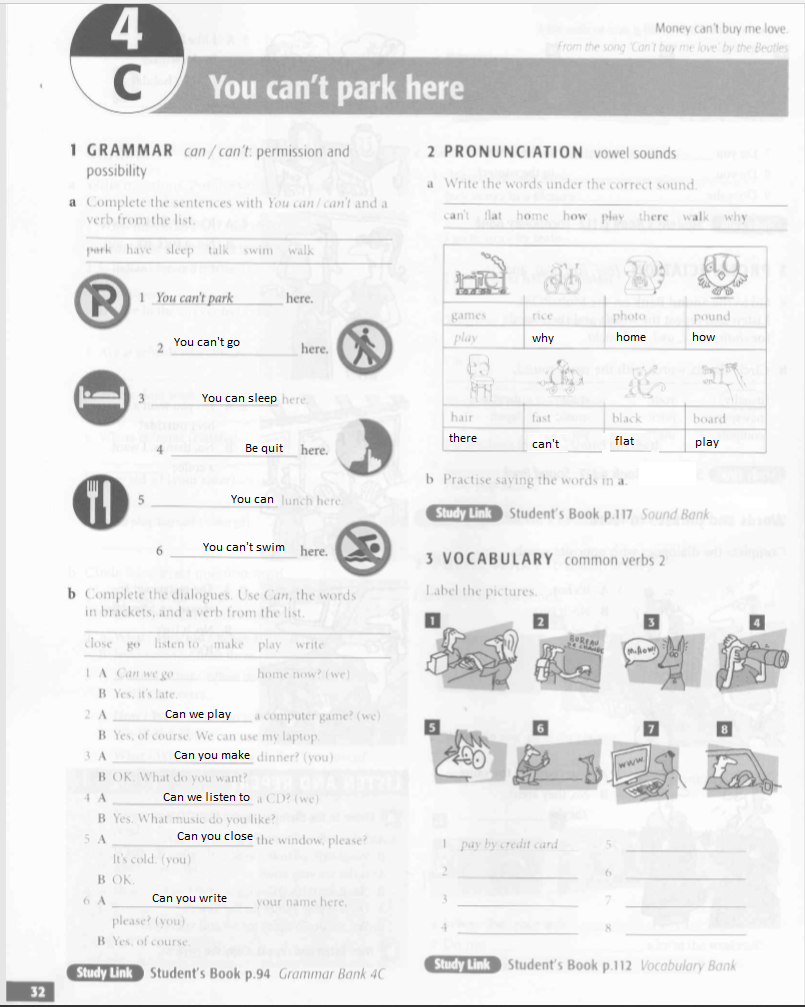 4
C
Money can't buy me love.
From the song 'Can't buy me love' by the Beatles
You can't park here
1 GRAMMAR can / can't: permission and
possibility
a Complete the sentences with You can / can't and a
verb from the list.
park have sleep talk swim walk
P
1 You can't park here.
2 You can't go here.
3 You can sleep here.
4 Be quit here.
5 You can lunch here.
6 You can't swim here.
b Complete the dialogues. Use Can, the words
in brackets, and a verb from the list.
close go listen to make play write
1 A Can we go home now? (we)
B Yes, it's late.
2 A Can we play a computer game? (we)
B Yes, of course. We can use my laptop.
3 A Can you make dinner? (you)
B OK. What do you want?
4 A Can we listen to a CD? (we)
B Yes. What music do you like?
5 A Can you close the window, please?
It's cold. (you)
B OK.
6 A Can you write your name here,
please? (you)
B Yes, of course.
Study Link Student's Book p.94 Grammar Bank 4C
32
2 PRONUNCIATION vowel sounds
a Write the words under the correct sound.
can't flat home how play there walk why
games rice photo pound
play why home how
hair fast black board
there can't flat play
b Practise saying the words in a.
Study Link Student's Book p.117 Sound Bank
3 VOCABULARY common verbs 2
Label the pictures.
1 2 3 4
BUREAU
DE CHANGE
5 6 7 8
WWW.
1 pay by credit card 5
2 6
3 7
4 8
Study Link Student's Book p.112 Vocabulary Bank